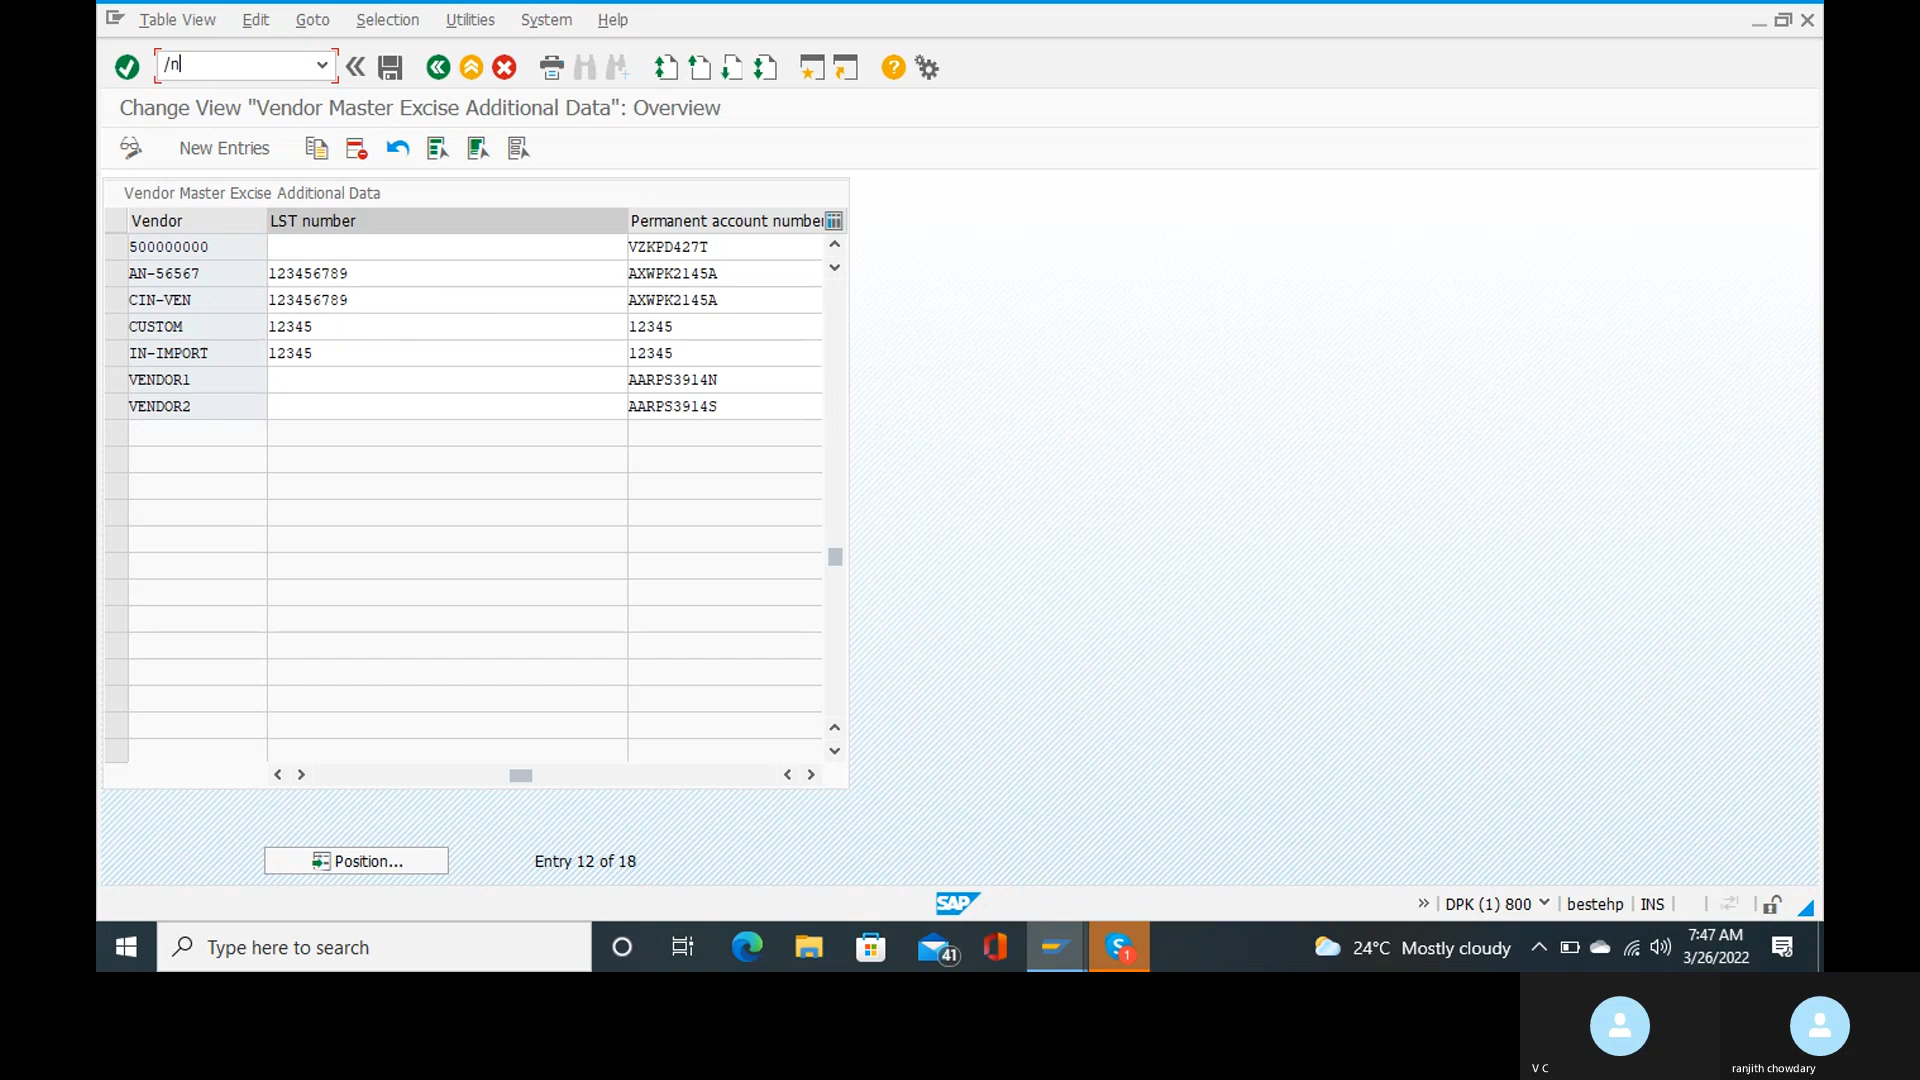 Table View Edit Goto Selection Utilities System Help
/n
Change View "Vendor Master Excise Additional Data": Overview
New Entries
Vendor Master Excise Additional Data
Vendor LST number Permanent account number
500000000 VZKPD427T
AN-56567 123456789 AXWPK2145A
CIN-VEN 123456789 AXWPK2145A
CUSTOM 12345 12345
IN-IMPORT 12345 12345
VENDOR1 AARPS3914N
VENDOR2 AARPS3914S
Position... Entry 12 of 18
SAP » DPK (1) 800 bestehp INS
Type here to search 41 S 1 24°C Mostly cloudy 7:47 AM
3/26/2022
V C ranjith chowdary